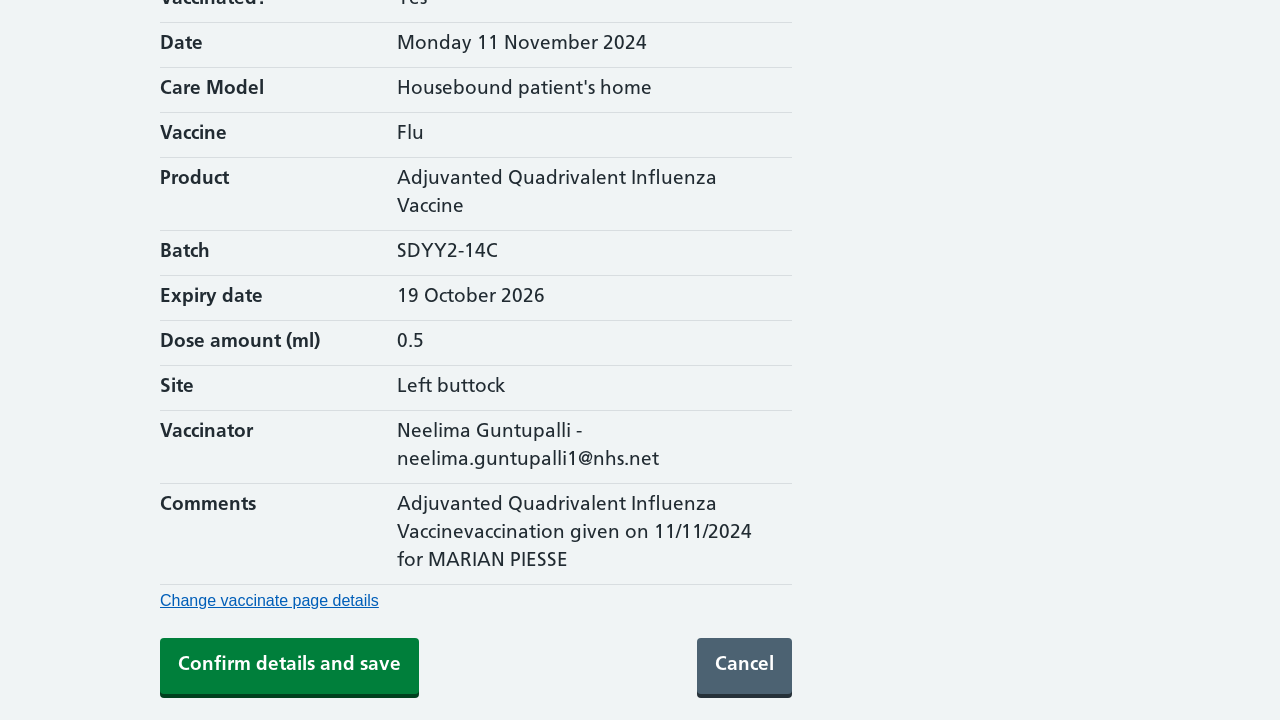 Vaccinated? Yes
Date Monday 11 November 2024
Care Model Housebound patient's home
Vaccine Flu
Product Adjuvanted Quadrivalent Influenza
Vaccine
Batch SDYY2-14C
Expiry date 19 October 2026
Dose amount (ml) 0.5
Site Left buttock
Vaccinator Neelima Guntupalli -
neelima.guntupalli1@nhs.net
Comments Adjuvanted Quadrivalent Influenza
Vaccinevaccination given on 11/11/2024
for MARIAN PIESSE
Change vaccinate page details
Confirm details and save Cancel